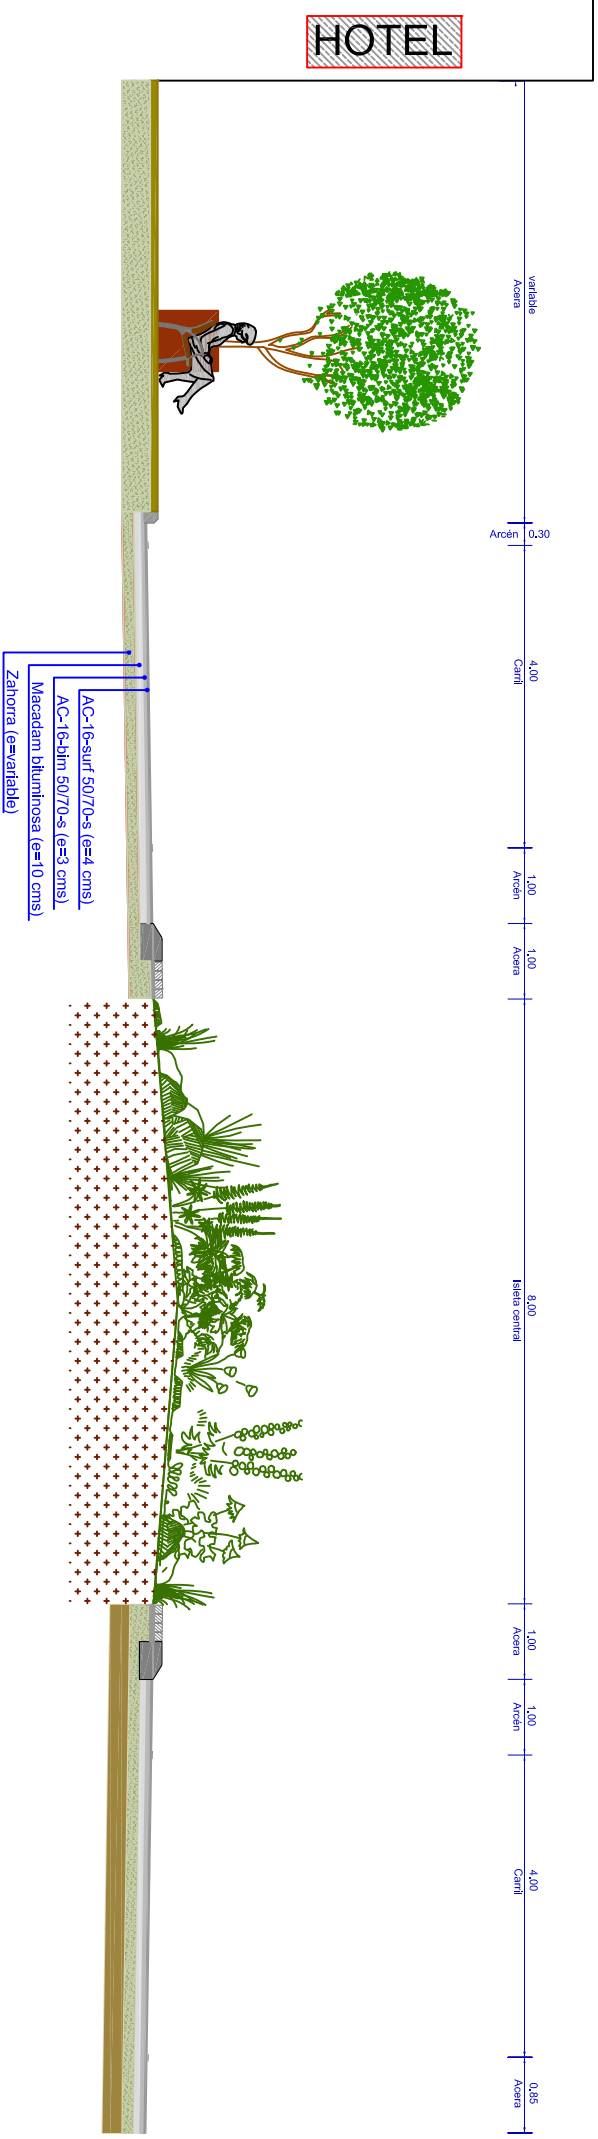 HOTEL
variable
Acera
Arcén
0.30
4.00
Carril
1.00
Arcén
1.00
Acera
8.00
Isleta central
1.00
Acera
1.00
Arcén
4.00
Carril
0.85
Acera
AC-16-surf 50/70-s (e=4 cms)
AC-16-bim 50/70-s (e=3 cms)
Macadam bituminosa (e=10 cms)
Zahorra (e=variable)